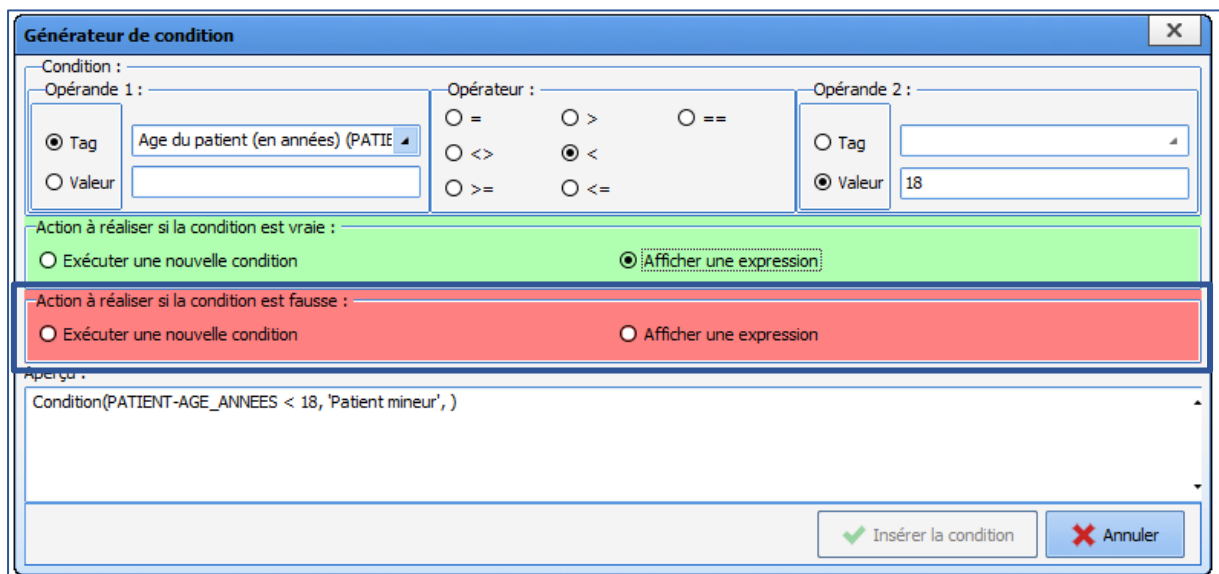 Générateur de condition
Condition :
Opérande 1 :
Opérateur :
Opérande 2 :
Tag
Age du patient (en années) (PATIE
Valeur
=
>
==
<>
<
>=
<=
Tag
Valeur
18
Action à réaliser si la condition est vraie :
Exécuter une nouvelle condition
Afficher une expression
Action à réaliser si la condition est fausse :
Exécuter une nouvelle condition
Afficher une expression
Aperçu :
Condition(PATIENT-AGE_ANNEES < 18, 'Patient mineur', )
Insérer la condition
Annuler